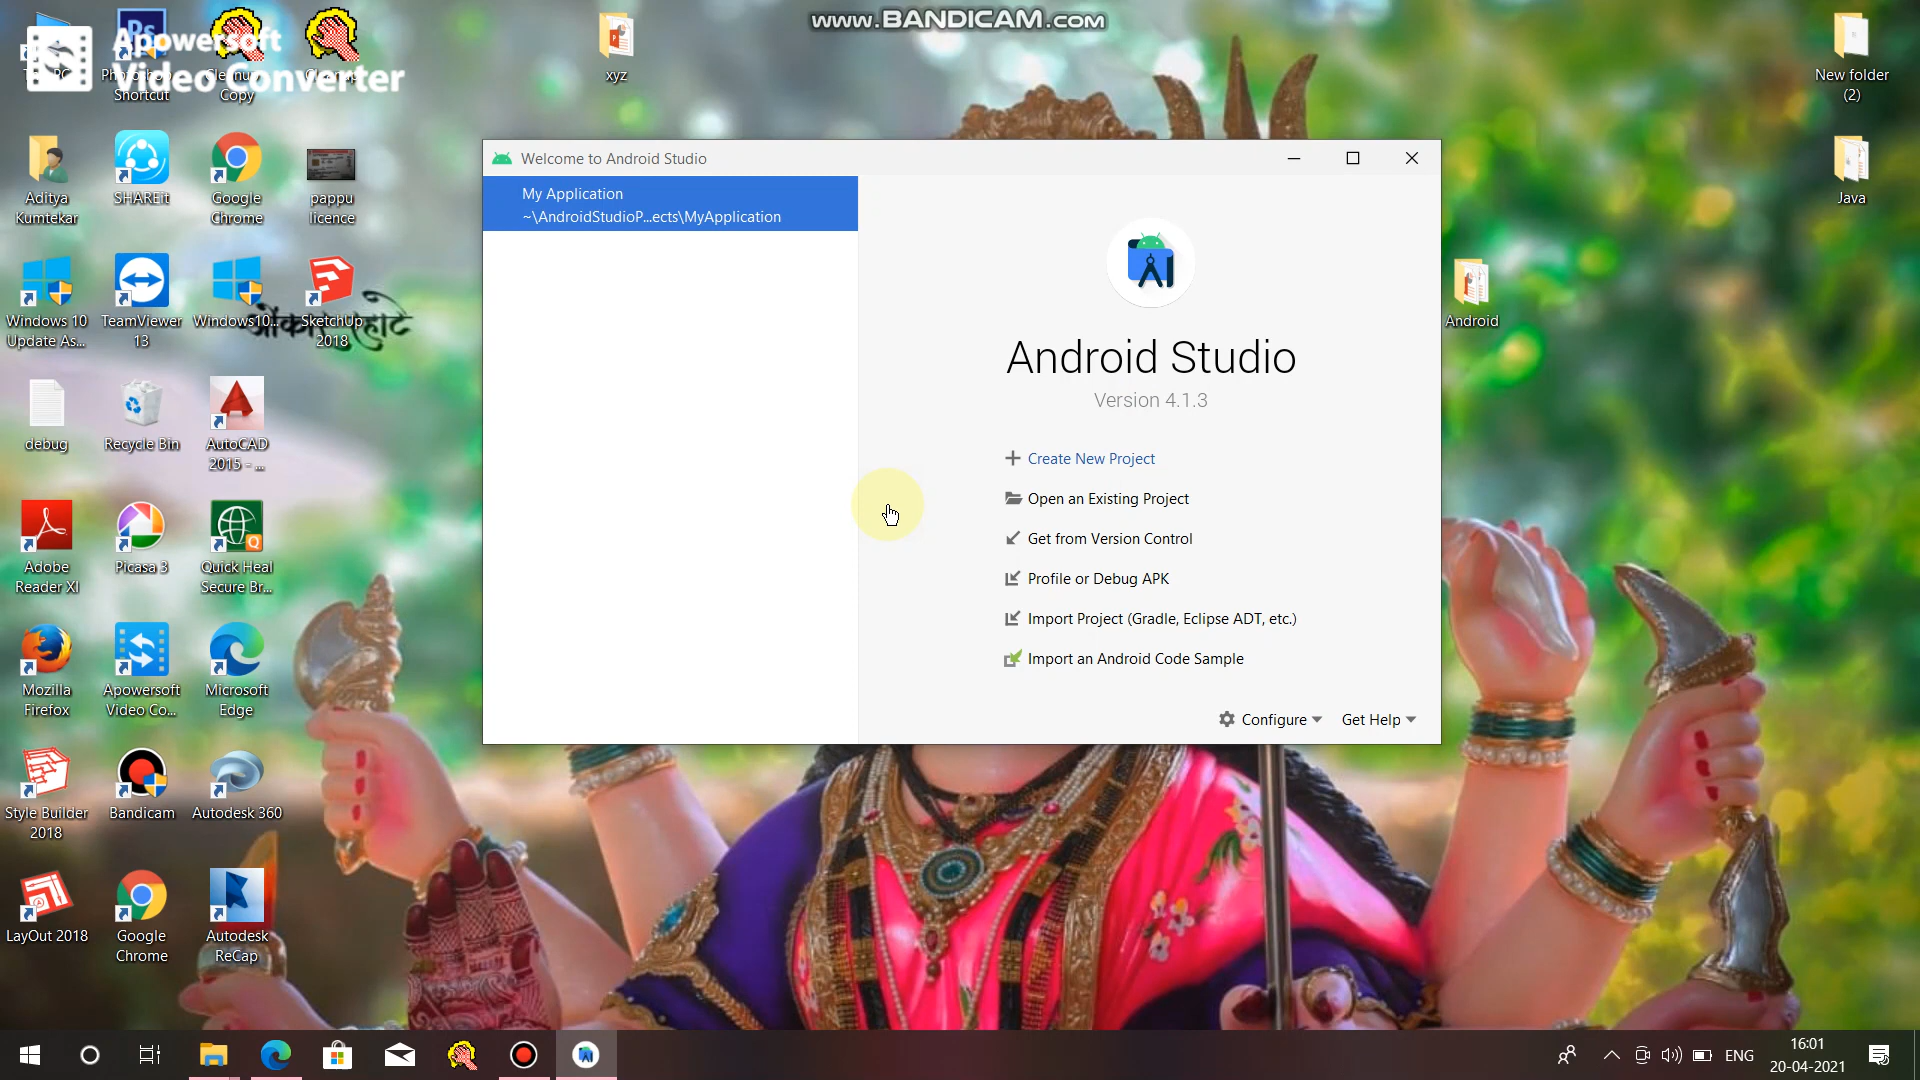 www.BANDICAM.com
Apowersoft
Video Converter
Photoshop
Shortcut
Cleanup
Copy
xyz
New folder
(2)
Aditya
Kumtekar
SHAREit
Google
Chrome
pappu
licence
Java
Windows 10
Update As...
TeamViewer
13
Windows10...
SketchUp
2018
Android
debug
Recycle Bin
AutoCAD
2015 - ...
Adobe
Reader XI
Picasa 3
Quick Heal
Secure Br...
Mozilla
Firefox
Apowersoft
Video Co...
Microsoft
Edge
Style Builder
2018
Bandicam
Autodesk 360
LayOut 2018
Google
Chrome
Autodesk
ReCap
Welcome to Android Studio
My Application
~\AndroidStudioP...ects\MyApplication
Android Studio
Version 4.1.3
Create New Project
Open an Existing Project
Get from Version Control
Profile or Debug APK
Import Project (Gradle, Eclipse ADT, etc.)
Import an Android Code Sample
Configure
Get Help
ENG
16:01
20-04-2021